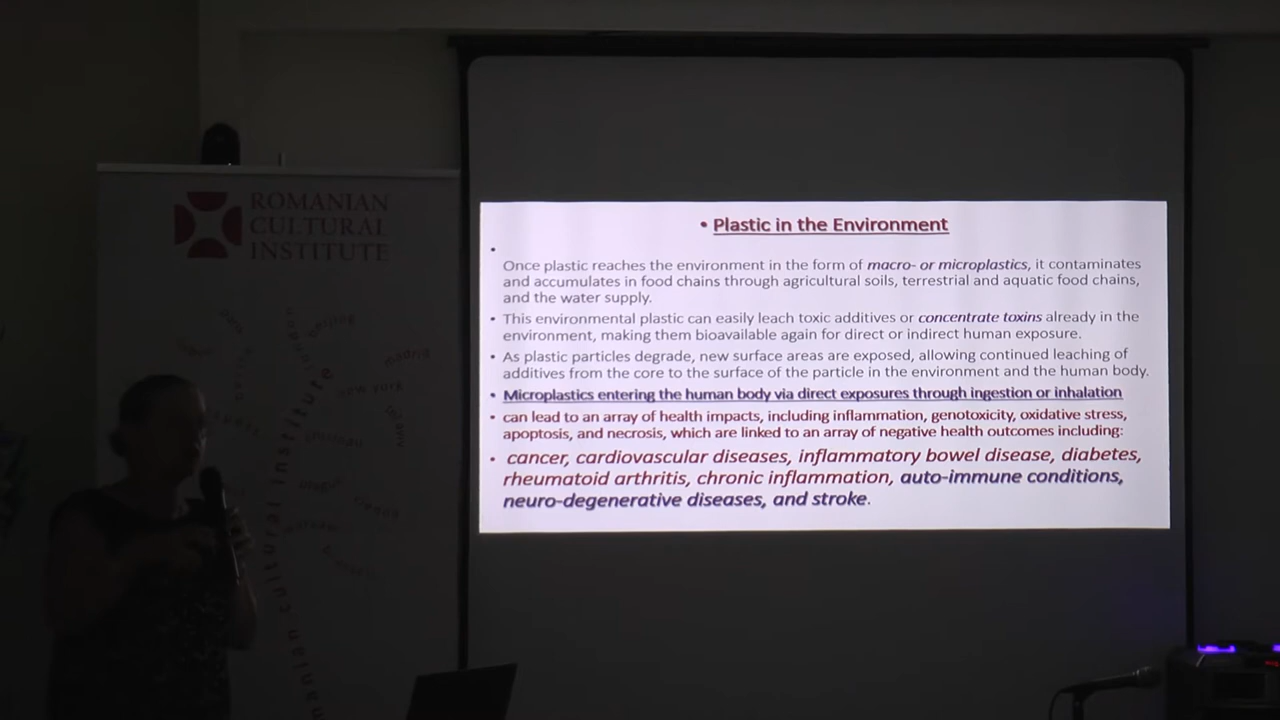 ROMANIAN
CULTURAL
INSTITUTE
beijing
madrid
new york
istanbul
• Plastic in the Environment
•
Once plastic reaches the environment in the form of macro- or microplastics, it contaminates
and accumulates in food chains through agricultural soils, terrestrial and aquatic food chains,
and the water supply.
• This environmental plastic can easily leach toxic additives or concentrate toxins already in the
environment, making them bioavailable again for direct or indirect human exposure.
• As plastic particles degrade, new surface areas are exposed, allowing continued leaching of
additives from the core to the surface of the particle in the environment and the human body.
• Microplastics entering the human body via direct exposures through ingestion or inhalation
• can lead to an array of health impacts, including inflammation, genotoxicity, oxidative stress,
apoptosis, and necrosis, which are linked to an array of negative health outcomes including:
• cancer, cardiovascular diseases, inflammatory bowel disease, diabetes,
rheumatoid arthritis, chronic inflammation, auto-immune conditions,
neuro-degenerative diseases, and stroke.